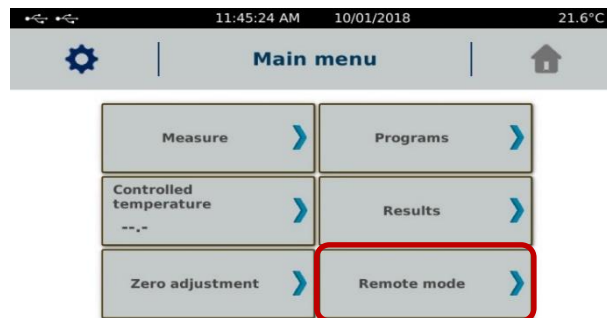 11:45:24 AM 10/01/2018 21.6°C
Main menu
Measure
Programs
Controlled
temperature
--.-
Results
Zero adjustment
Remote mode